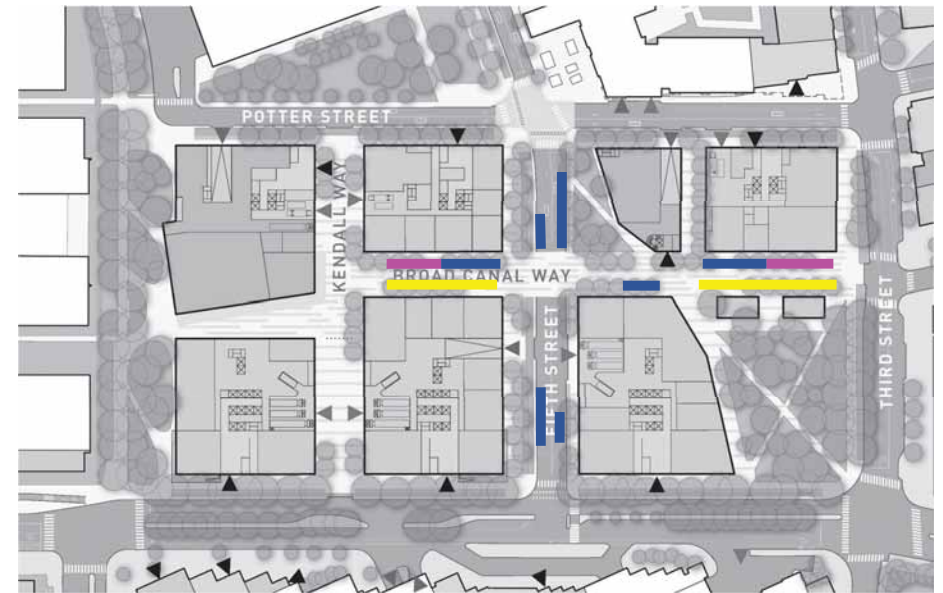 POTTER STREET
KENDALL WAY
BROAD CANAL WAY
FIFTH STREET
THIRD STREET